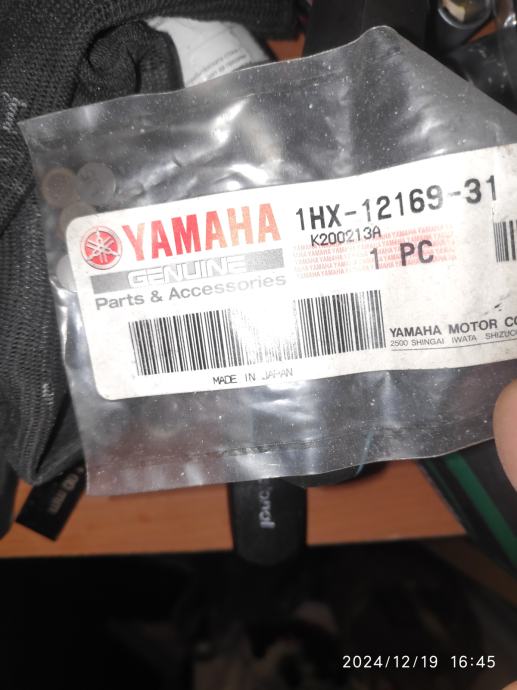 YAMAHA
GENUINE
Parts & Accessories
1HX-12169-31
K200213A
1 PC
YAMAHA MOTOR CO
2500 SHINGAI IWATA SHIZUO
MADE IN JAPAN
2024/12/19 16:45